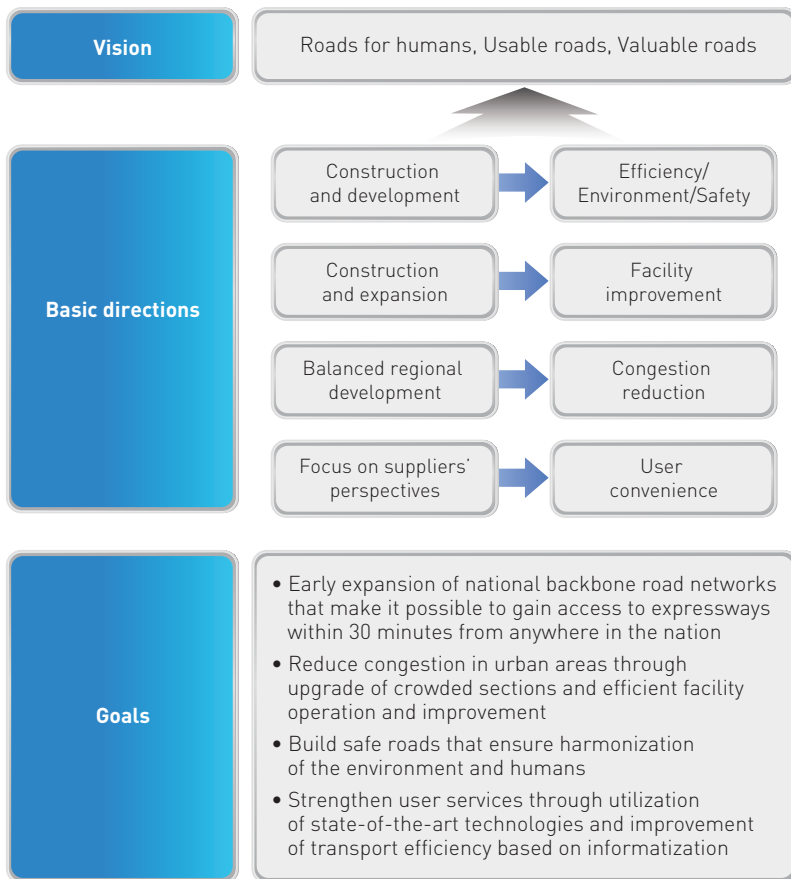 Vision
Roads for humans, Usable roads, Valuable roads
Basic directions
Construction
and development
Efficiency/
Environment/Safety
Construction
and expansion
Facility
improvement
Balanced regional
development
Congestion
reduction
Focus on suppliers'
perspectives
User
convenience
Goals
• Early expansion of national backbone road networks
that make it possible to gain access to expressways
within 30 minutes from anywhere in the nation
• Reduce congestion in urban areas through
upgrade of crowded sections and efficient facility
operation and improvement
• Build safe roads that ensure harmonization
of the environment and humans
• Strengthen user services through utilization
of state-of-the-art technologies and improvement
of transport efficiency based on informatization